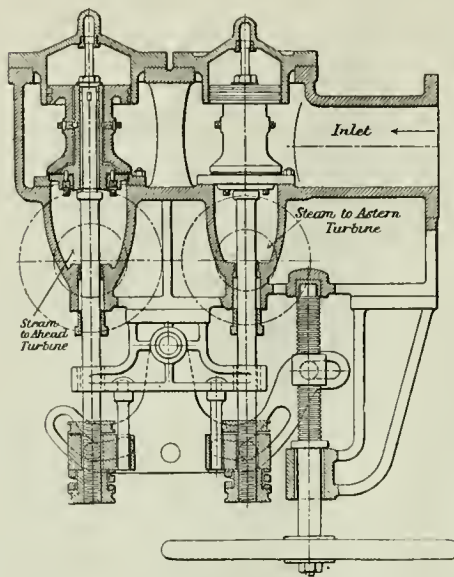 Inlet
Steam to Astern
Turbine
Steam
to Ahead
Turbine